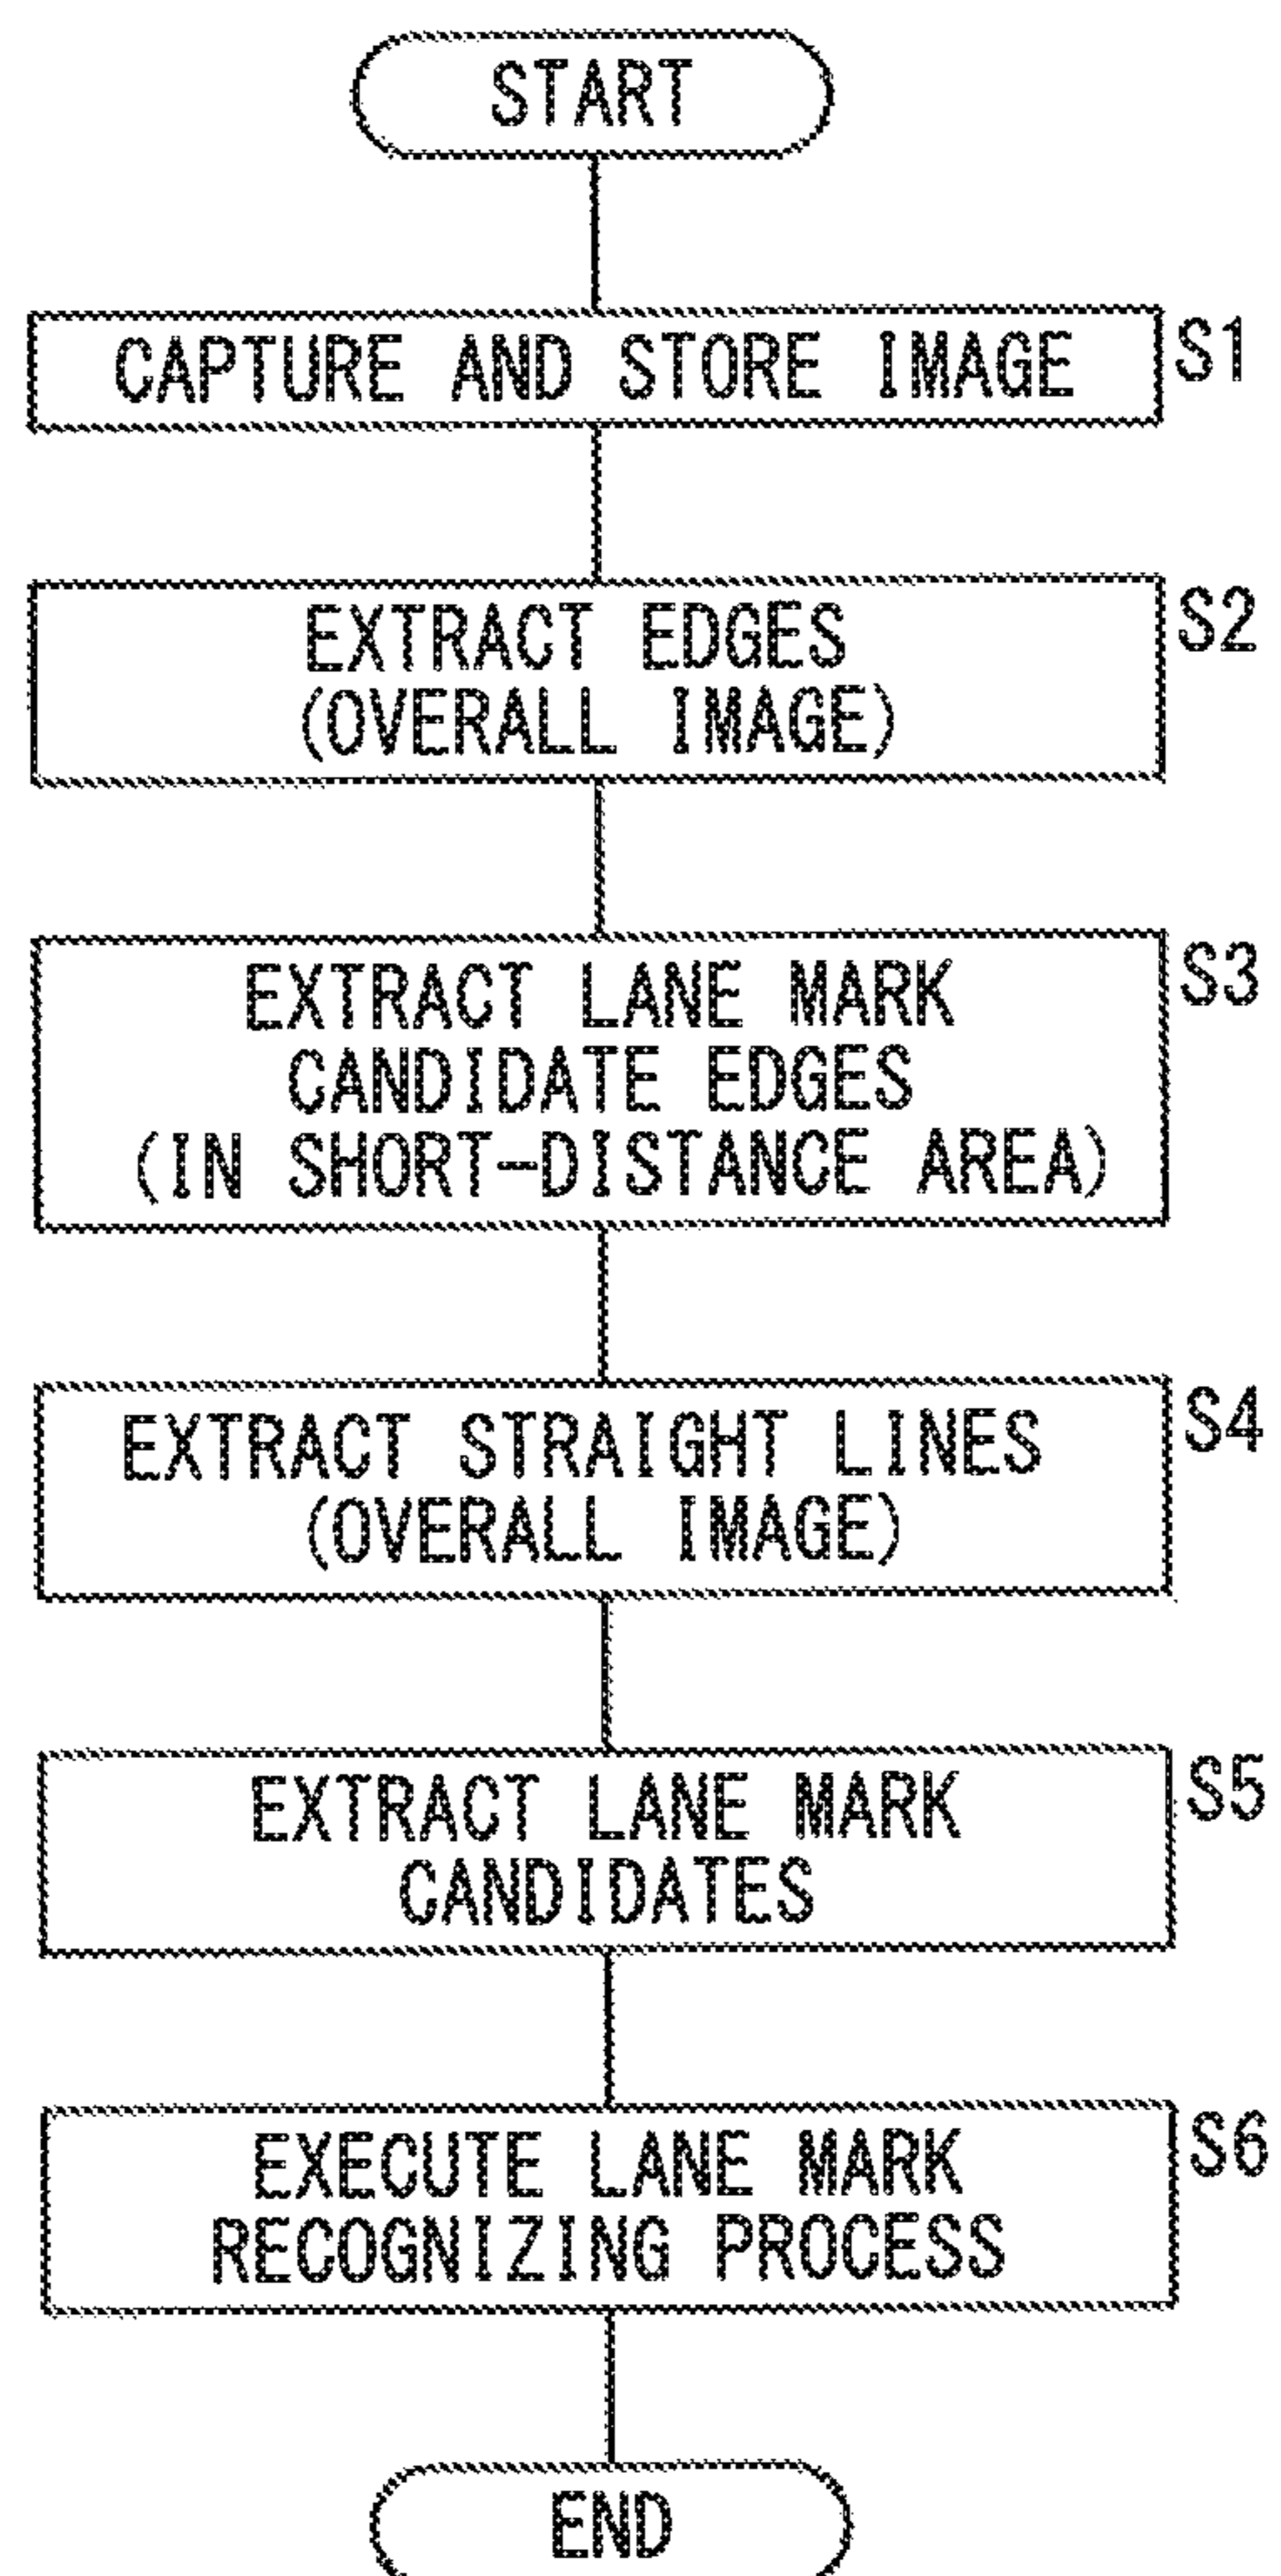 START
CAPTURE AND STORE IMAGE
S1
EXTRACT EDGES
(OVERALL IMAGE)
S2
EXTRACT LANE MARK
CANDIDATE EDGES
(IN SHORT-DISTANCE AREA)
S3
EXTRACT STRAIGHT LINES
(OVERALL IMAGE)
S4
EXTRACT LANE MARK
CANDIDATES
S5
EXECUTE LANE MARK
RECOGNIZING PROCESS
S6
END